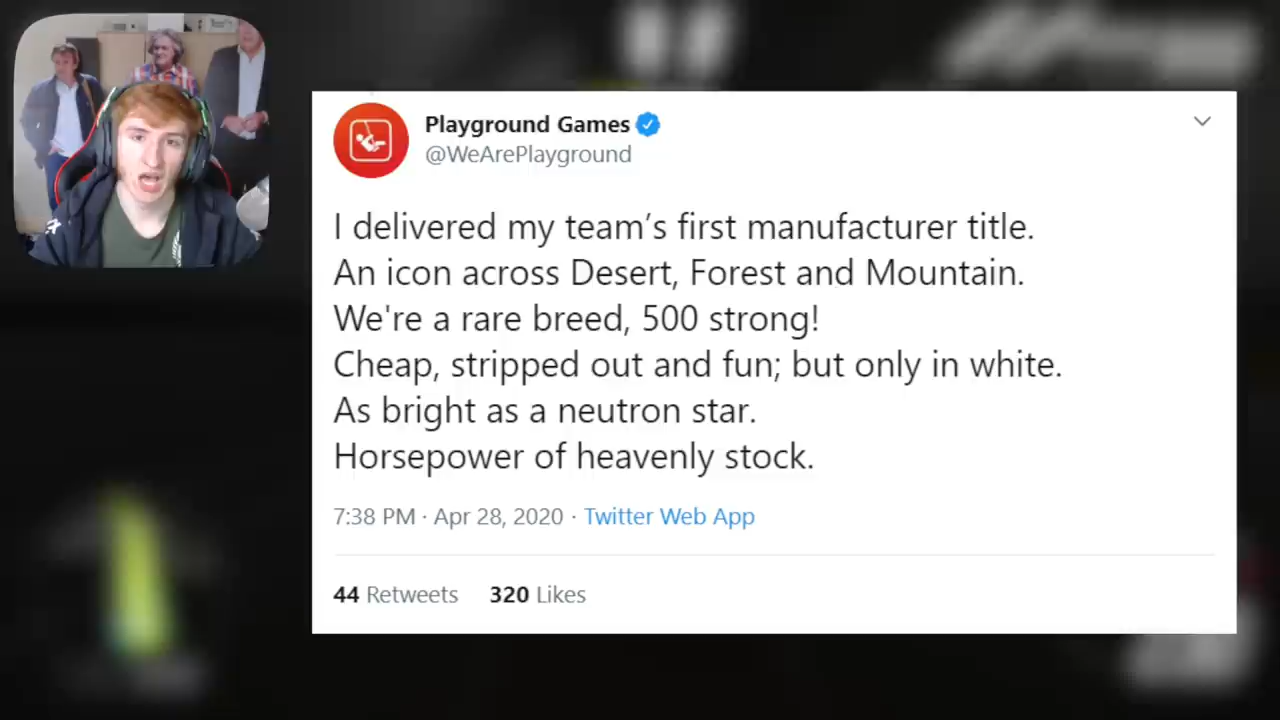 Playground Games
@WeArePlayground
I delivered my team’s first manufacturer title.
An icon across Desert, Forest and Mountain.
We're a rare breed, 500 strong!
Cheap, stripped out and fun; but only in white.
As bright as a neutron star.
Horsepower of heavenly stock.
7:38 PM · Apr 28, 2020 · Twitter Web App
44 Retweets 320 Likes